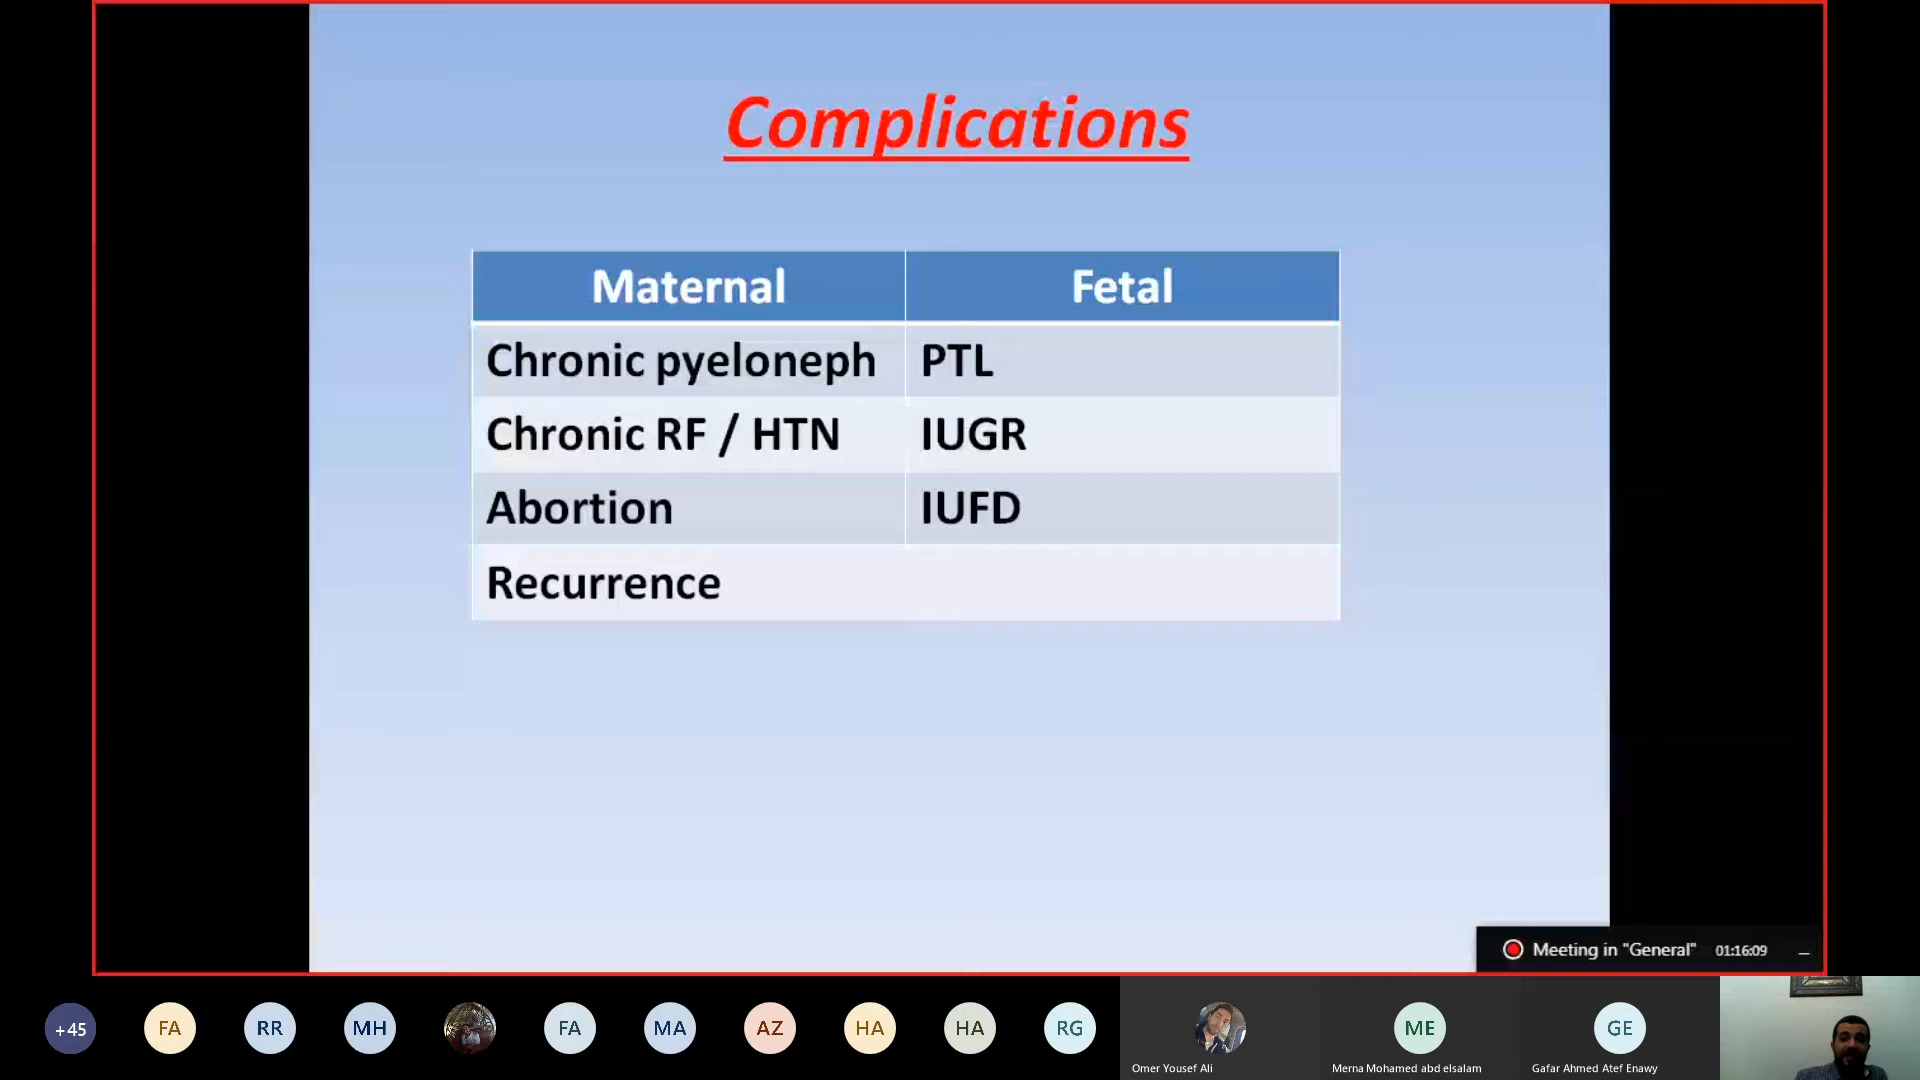 Complications
Maternal Fetal
Chronic pyeloneph PTL
Chronic RF / HTN IUGR
Abortion IUFD
Recurrence
Meeting in "General" 01:16:09
+45 FA RR MH FA MA AZ HA HA RG ME GE
Omer Yousef Ali Merna Mohamed abd elsalam Gafar Ahmed Atef Enawy